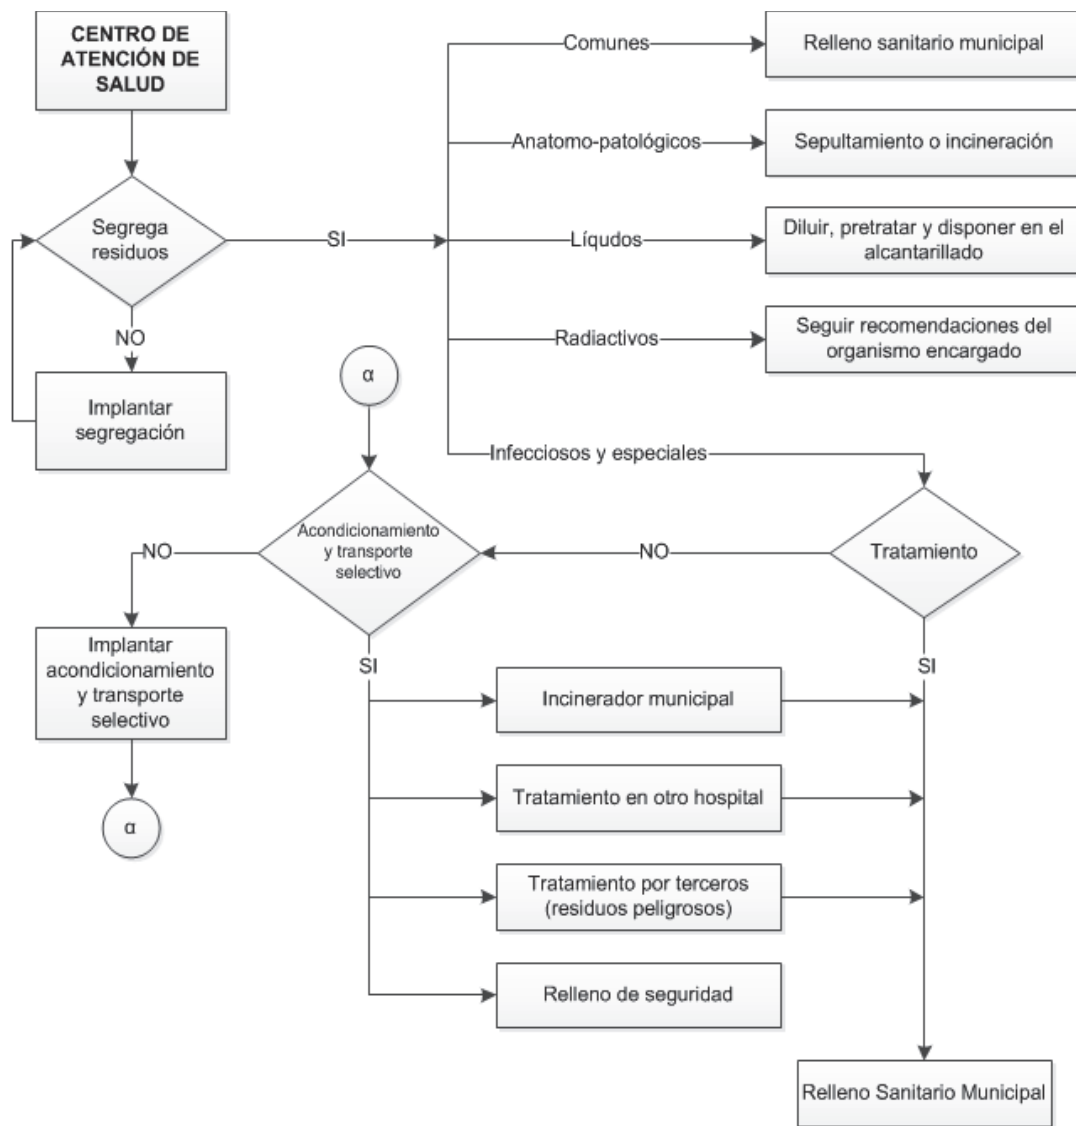 CENTRO DE
ATENCIÓN DE
SALUD
Comunes
Relleno sanitario municipal
Anatomo-patológicos
Sepultamiento o incineración
Segrega
residuos
SI
Líqudos
Diluir, pretratar y disponer en el
alcantarillado
NO
Radiactivos
Seguir recomendaciones del
organismo encargado
α
Implantar
segregación
Infecciosos y especiales
Acondicionamiento
y transporte
selectivo
NO
NO
Tratamiento
Implantar
acondicionamiento
y transporte
selectivo
SI
SI
Incinerador municipal
Tratamiento en otro hospital
α
Tratamiento por terceros
(residuos peligrosos)
Relleno de seguridad
Relleno Sanitario Municipal